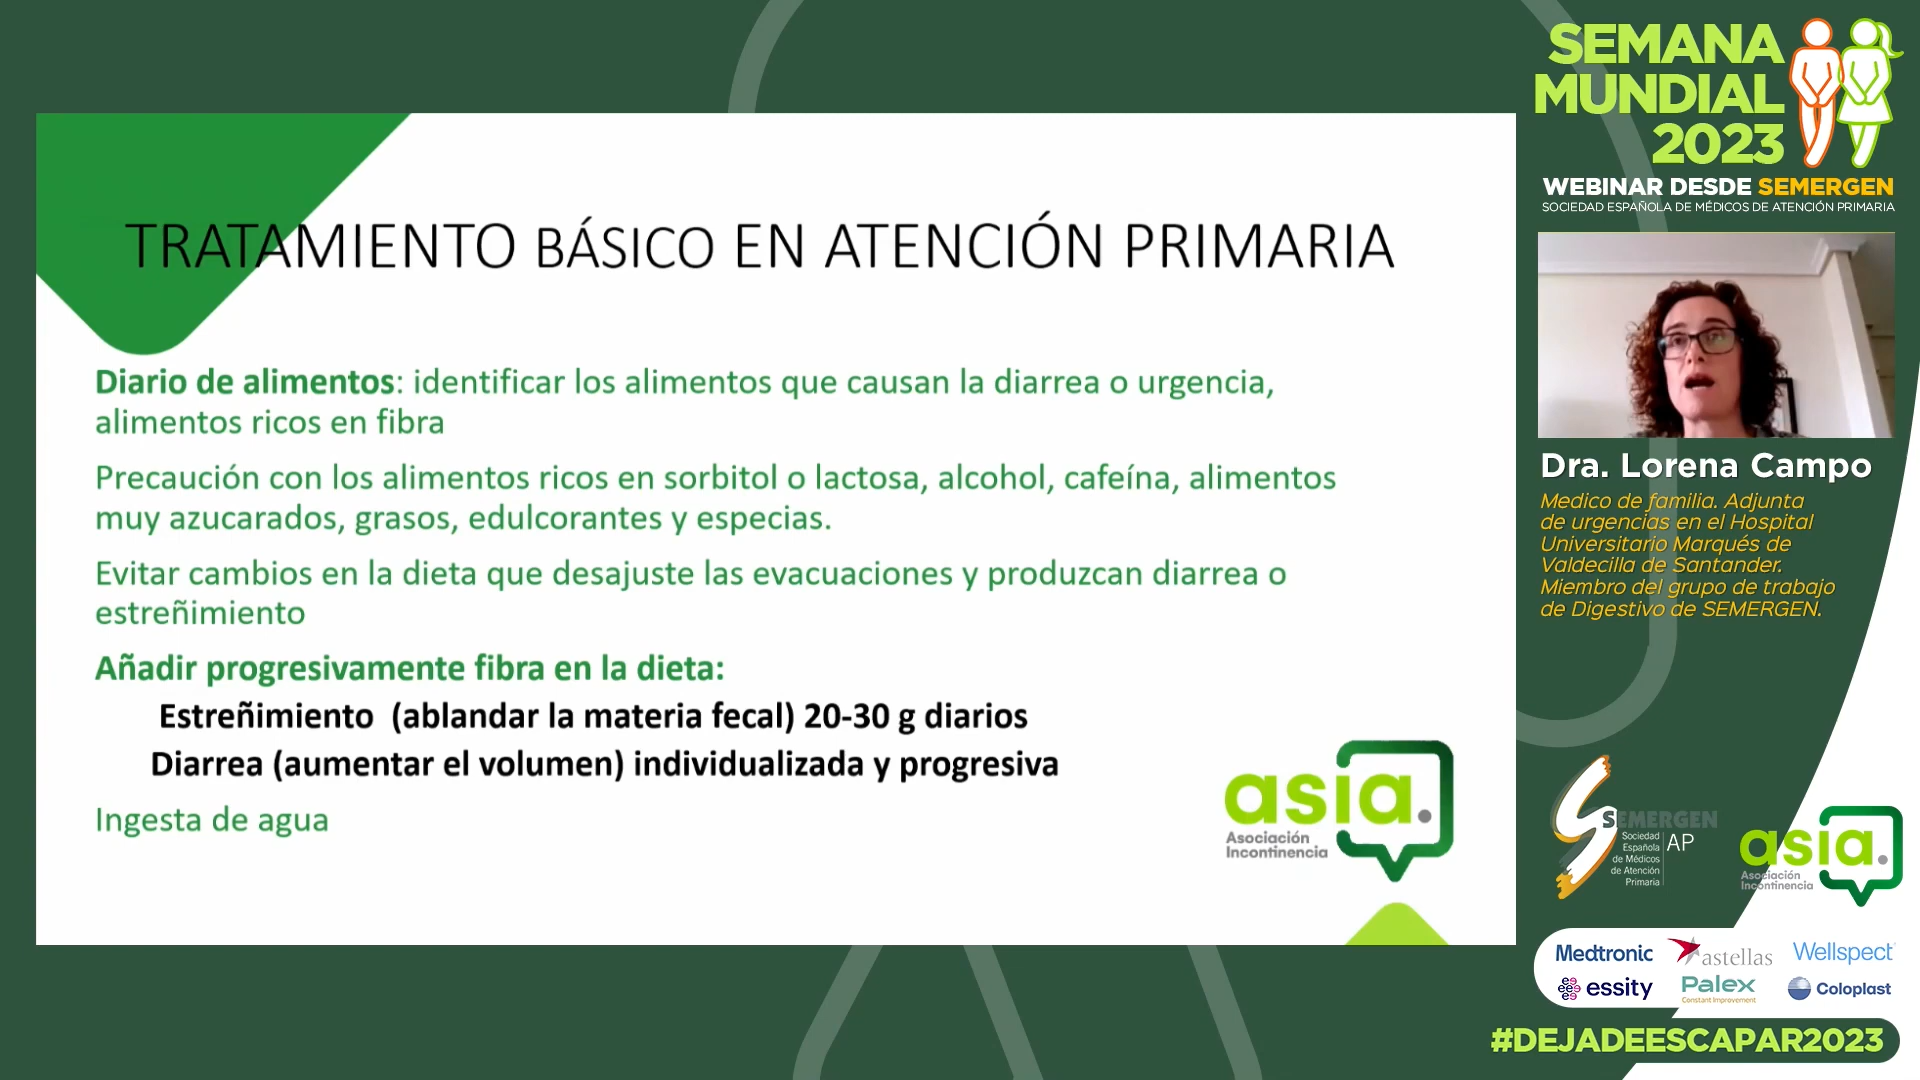 TRATAMIENTO BÁSICO EN ATENCIÓN PRIMARIA
Diario de alimentos: identificar los alimentos que causan la diarrea o urgencia,
alimentos ricos en fibra
Precaución con los alimentos ricos en sorbitol o lactosa, alcohol, cafeína, alimentos
muy azucarados, grasos, edulcorantes y especias.
Evitar cambios en la dieta que desajuste las evacuaciones y produzcan diarrea o
estreñimiento
Añadir progresivamente fibra en la dieta:
Estreñimiento (ablandar la materia fecal) 20-30 g diarios
Diarrea (aumentar el volumen) individualizada y progresiva
Ingesta de agua
asia.
Asociación
Incontinencia
SEMANA
MUNDIAL
2023
WEBINAR DESDE SEMERGEN
SOCIEDAD ESPAÑOLA DE MÉDICOS DE ATENCIÓN PRIMARIA
Dra. Lorena Campo
Medico de familia. Adjunta
de urgencias en el Hospital
Universitario Marqués de
Valdecilla de Santander.
Miembro del grupo de trabajo
de Digestivo de SEMERGEN.
SEMERGEN
Sociedad
Española
de Médicos
de Atención
Primaria
AP
asia.
Asociación
Incontinencia
Medtronic
astellas
Wellspect
essity
Palex
Constant Improvement
Coloplast
#DEJADEESCAPAR2023